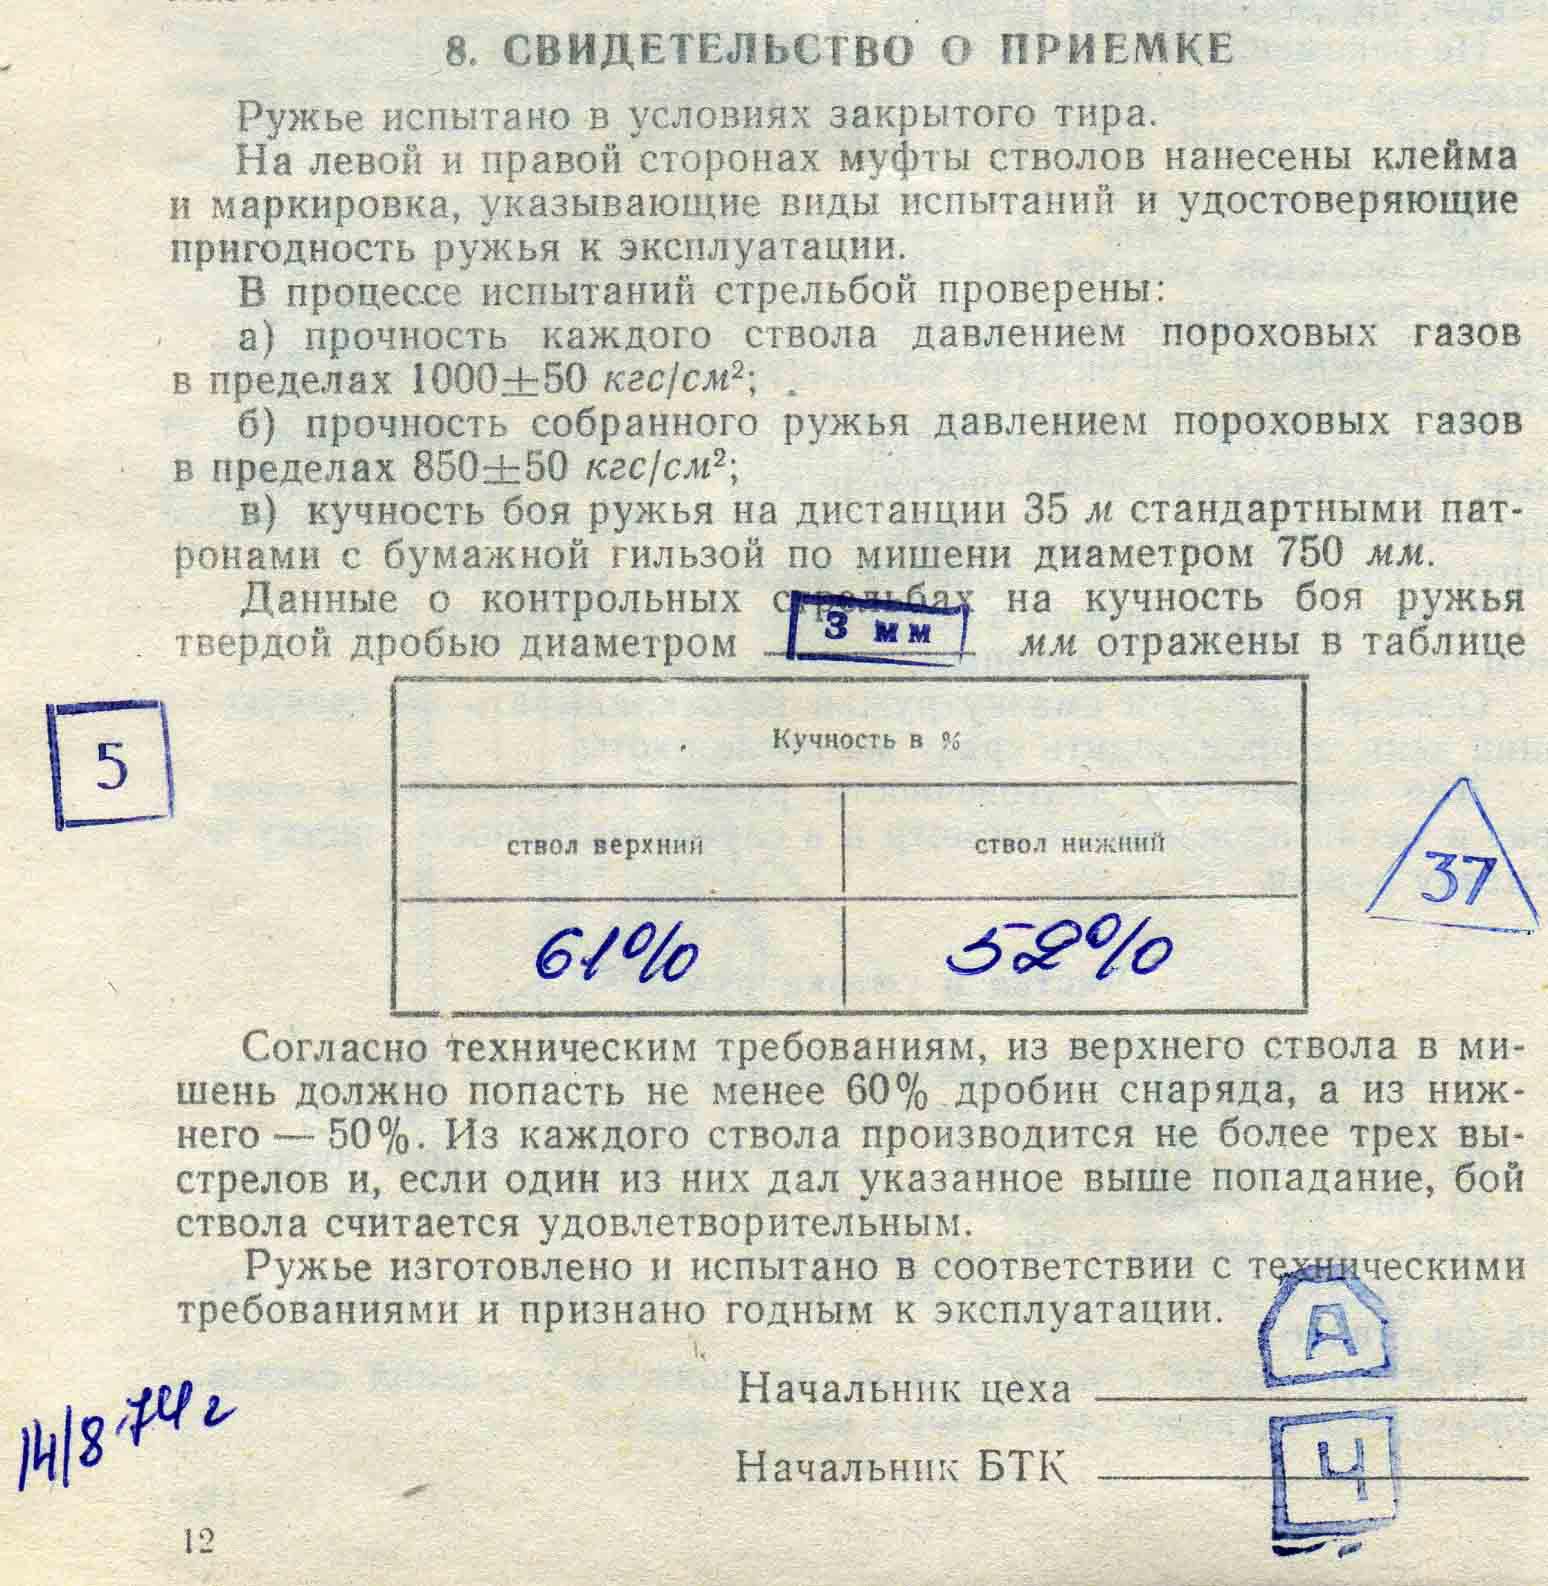 8. СВИДЕТЕЛЬСТВО О ПРИЕМКЕ
Ружье испытано в условиях закрытого тира.
На левой и правой сторонах муфты стволов нанесены клейма
и маркировка, указывающие виды испытаний и удостоверяющие
пригодность ружья к эксплуатации.
В процессе испытаний стрельбой проверены:
а) прочность каждого ствола давлением пороховых газов
в пределах 1000±50 кгс/см²;
б) прочность собранного ружья давлением пороховых газов
в пределах 850±50 кгс/см²;
в) кучность боя ружья на дистанции 35 м стандартными пат-
ронами с бумажной гильзой по мишени диаметром 750 мм.
Данные о контрольных стрельбах на кучность боя ружья
твердой дробью диаметром 3 мм мм отражены в таблице
5
Кучность в %
ствол верхний ствол нижний
37
61% 52%
Согласно техническим требованиям, из верхнего ствола в ми-
шень должно попасть не менее 60% дробин снаряда, а из ниж-
него — 50%. Из каждого ствола производится не более трех вы-
стрелов и, если один из них дал указанное выше попадание, бой
ствола считается удовлетворительным.
Ружье изготовлено и испытано в соответствии с техническими
требованиями и признано годным к эксплуатации.
А
Начальник цеха
14/8 74 г
Начальник БТК Ч
12